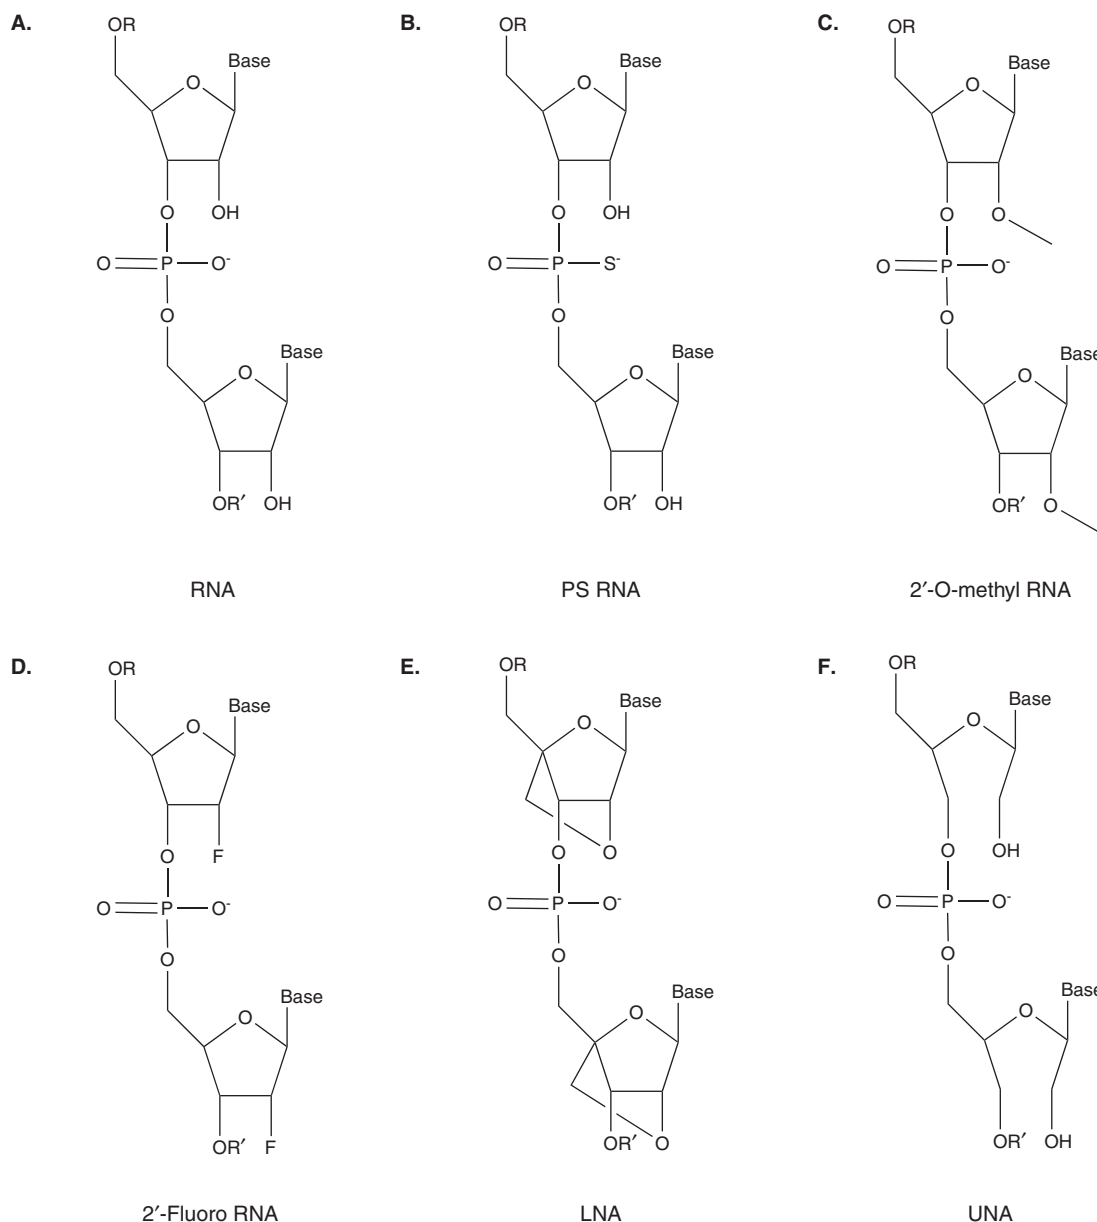 A.
OR
Base
O
O
OH
O
P
O-
O
Base
O
OR′
OH
RNA
B.
OR
Base
O
O
OH
O
P
S-
O
Base
O
OR′
OH
PS RNA
C.
OR
Base
O
O
O
O
P
O-
O
Base
O
OR′
O
2′-O-methyl RNA
D.
OR
Base
O
O
F
O
P
O-
O
Base
O
OR′
F
2′-Fluoro RNA
E.
OR
Base
O
O
O
O
P
O-
O
Base
O
OR′
O
LNA
F.
OR
Base
O
O
OH
O
P
O-
O
Base
O
OR′
OH
UNA